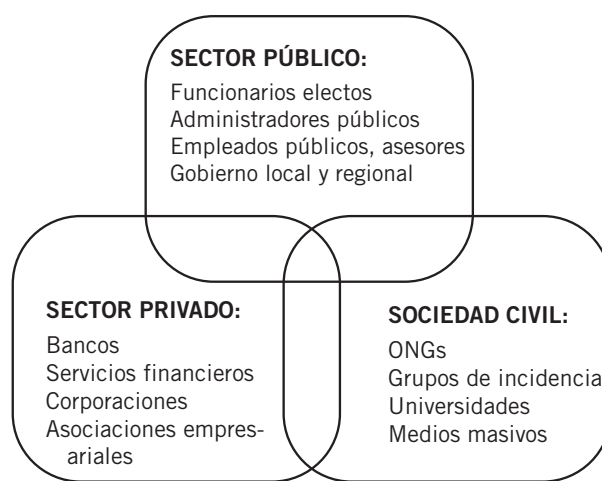 SECTOR PÚBLICO:
Funcionarios electos
Administradores públicos
Empleados públicos, asesores
Gobierno local y regional
SECTOR PRIVADO:
Bancos
Servicios financieros
Corporaciones
Asociaciones empres-
ariales
SOCIEDAD CIVIL:
ONGs
Grupos de incidencia
Universidades
Medios masivos